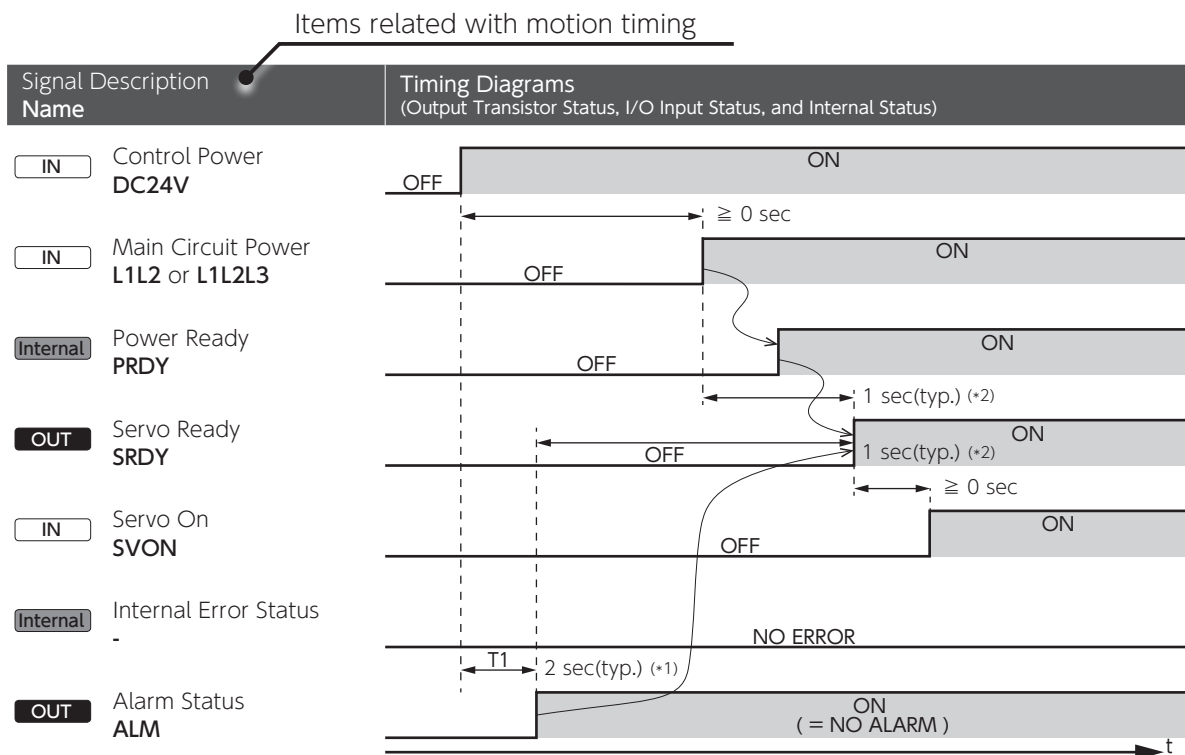 Items related with motion timing
Signal Description
Name
Timing Diagrams
(Output Transistor Status, I/O Input Status, and Internal Status)
IN
Control Power
DC24V
OFF
ON
≧ 0 sec
IN
Main Circuit Power
L1L2 or L1L2L3
OFF
ON
Internal
Power Ready
PRDY
OFF
ON
1 sec(typ.) (*2)
OUT
Servo Ready
SRDY
OFF
ON
1 sec(typ.) (*2)
≧ 0 sec
IN
Servo On
SVON
OFF
ON
Internal
Internal Error Status
-
NO ERROR
T1
2 sec(typ.) (*1)
OUT
Alarm Status
ALM
ON
( = NO ALARM )
t